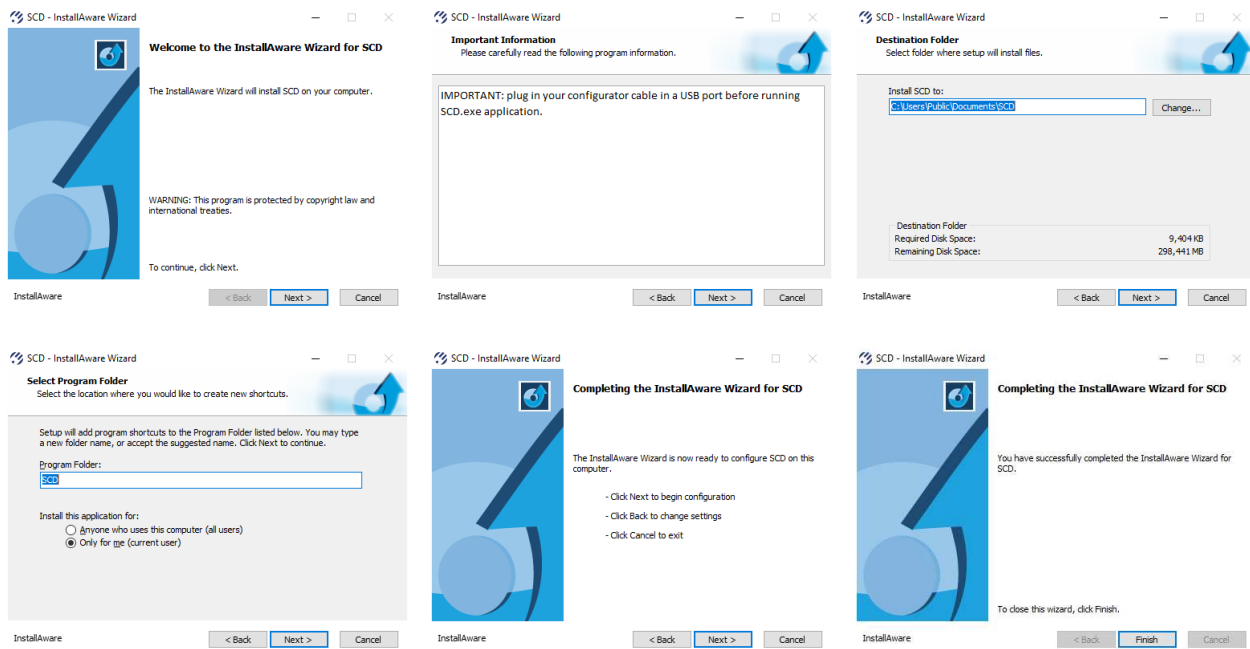 SCD - InstallAware Wizard
Welcome to the InstallAware Wizard for SCD
The InstallAware Wizard will install SCD on your computer.
WARNING: This program is protected by copyright law and
international treaties.
To continue, click Next.
InstallAware
< Back
Next >
Cancel
SCD - InstallAware Wizard
Important Information
Please carefully read the following program information.
IMPORTANT: plug in your configurator cable in a USB port before running
SCD.exe application.
InstallAware
< Back
Next >
Cancel
SCD - InstallAware Wizard
Destination Folder
Select folder where setup will install files.
Install SCD to:
C:\Users\Public\Documents\SCD
Change...
Destination Folder
Required Disk Space: 9,404 KB
Remaining Disk Space: 298,441 MB
InstallAware
< Back
Next >
Cancel
SCD - InstallAware Wizard
Select Program Folder
Select the location where you would like to create new shortcuts.
Setup will add program shortcuts to the Program Folder listed below. You may type
a new folder name, or accept the suggested name. Click Next to continue.
Program Folder:
SCD
Install this application for:
Anyone who uses this computer (all users)
Only for me (current user)
InstallAware
< Back
Next >
Cancel
SCD - InstallAware Wizard
Completing the InstallAware Wizard for SCD
The InstallAware Wizard is now ready to configure SCD on this
computer.
- Click Next to begin configuration
- Click Back to change settings
- Click Cancel to exit
InstallAware
< Back
Next >
Cancel
SCD - InstallAware Wizard
Completing the InstallAware Wizard for SCD
You have successfully completed the InstallAware Wizard for
SCD.
To close this wizard, click Finish.
InstallAware
< Back
Finish
Cancel